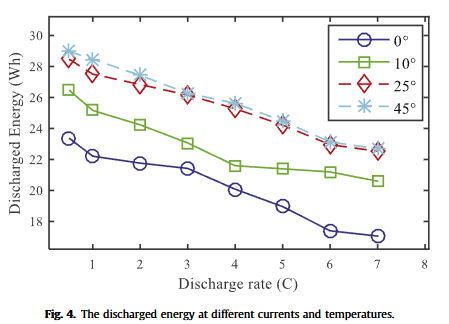 30
28
26
24
22
20
18
Discharged Energy (Wh)
0°
10°
25°
45°
1 2 3 4 5 6 7 8
Discharge rate (C)
Fig. 4. The discharged energy at different currents and temperatures.